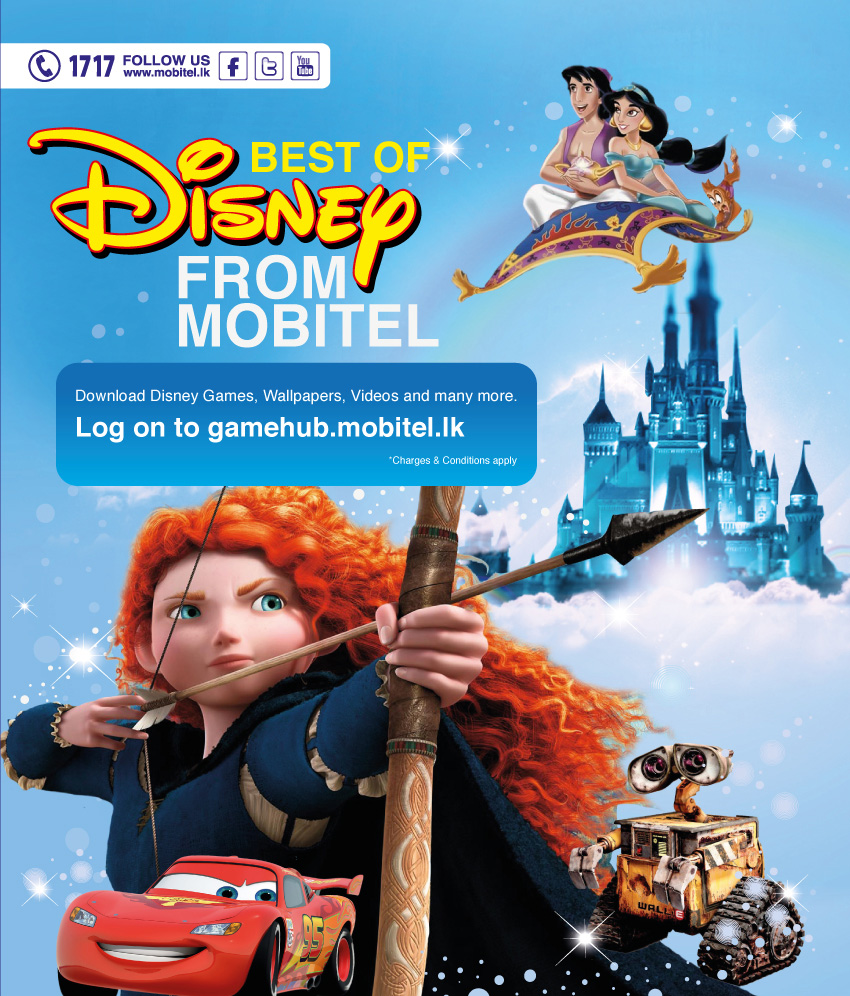 1717 FOLLOW US
www.mobitel.lk
f
t
You
Tube
BEST OF
Disney
FROM
MOBITEL
Download Disney Games, Wallpapers, Videos and many more.
Log on to gamehub.mobitel.lk
*Charges & Conditions apply
95
WALL·E